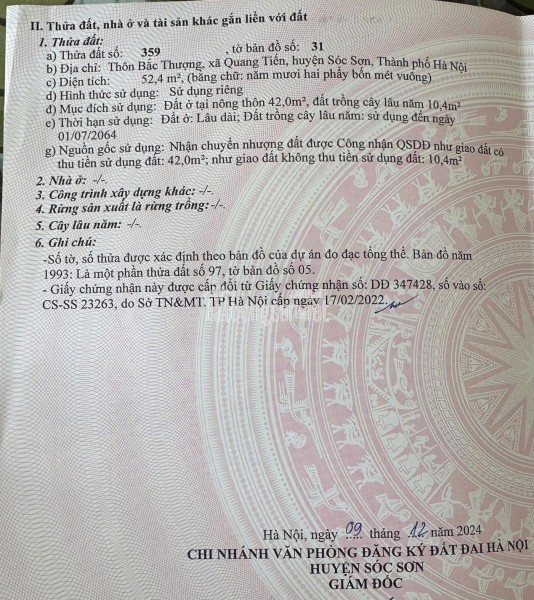 II. Thửa đất, nhà ở và tài sản khác gắn liền với đất
1. Thửa đất:
a) Thửa đất số: 359 , tờ bản đồ số: 31
b) Địa chỉ: Thôn Bắc Thượng, xã Quang Tiến, huyện Sóc Sơn, Thành phố Hà Nội
c) Diện tích: 52,4 m², (bằng chữ: năm mươi hai phẩy bốn mét vuông)
d) Hình thức sử dụng: Sử dụng riêng
đ) Mục đích sử dụng: Đất ở tại nông thôn 42,0m², đất trồng cây lâu năm 10,4m²
e) Thời hạn sử dụng: Đất ở: Lâu dài; Đất trồng cây lâu năm: sử dụng đến ngày
01/07/2064
g) Nguồn gốc sử dụng: Nhận chuyển nhượng đất được Công nhận QSDĐ như giao đất có
thu tiền sử dụng đất: 42,0m²; như giao đất không thu tiền sử dụng đất: 10,4m²
2. Nhà ở: -/-.
3. Công trình xây dựng khác: -/-.
4. Rừng sản xuất là rừng trồng: -/-.
5. Cây lâu năm: -/-.
6. Ghi chú:
-Số tờ, số thửa được xác định theo bản đồ của dự án đo đạc tổng thể. Bản đồ năm
1993: Là một phần thửa đất số 97, tờ bản đồ số 05.
- Giấy chứng nhận này được cấp đổi từ Giấy chứng nhận số: DD 347428, số vào sổ:
CS-SS 23263, do Sở TN&MT. TP Hà Nội cấp ngày 17/02/2022.
Hà Nội, ngày 09 tháng 12 năm 2024
CHI NHÁNH VĂN PHÒNG ĐĂNG KÝ ĐẤT ĐAI HÀ NỘI
HUYỆN SÓC SƠN
GIÁM ĐỐC